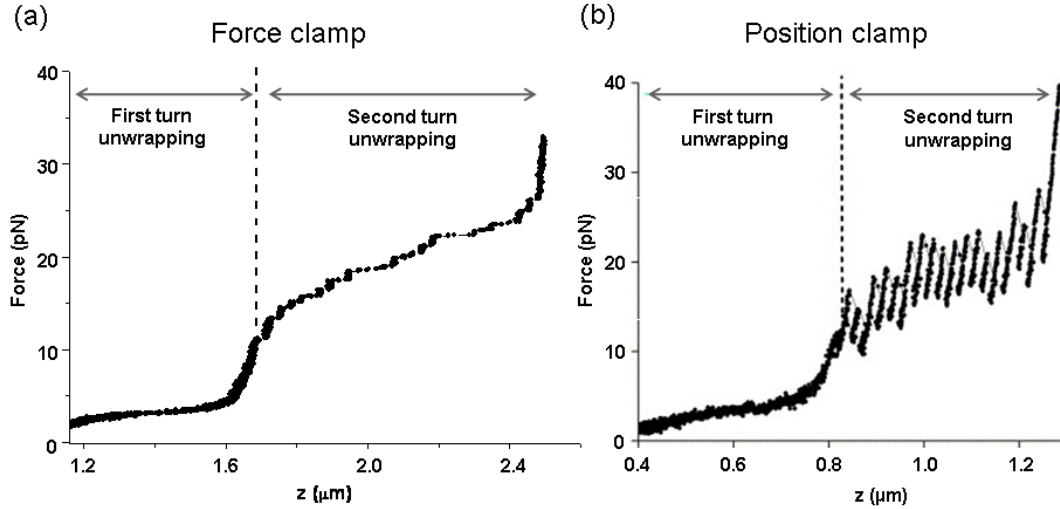 (a)
Force clamp
40
30
20
10
0
Force (pN)
First turn
unwrapping
Second turn
unwrapping
1.2
1.6
2.0
2.4
z (μm)
(b)
Position clamp
40
30
20
10
0
Force (pN)
First turn
unwrapping
Second turn
unwrapping
0.4
0.6
0.8
1.0
1.2
z (μm)